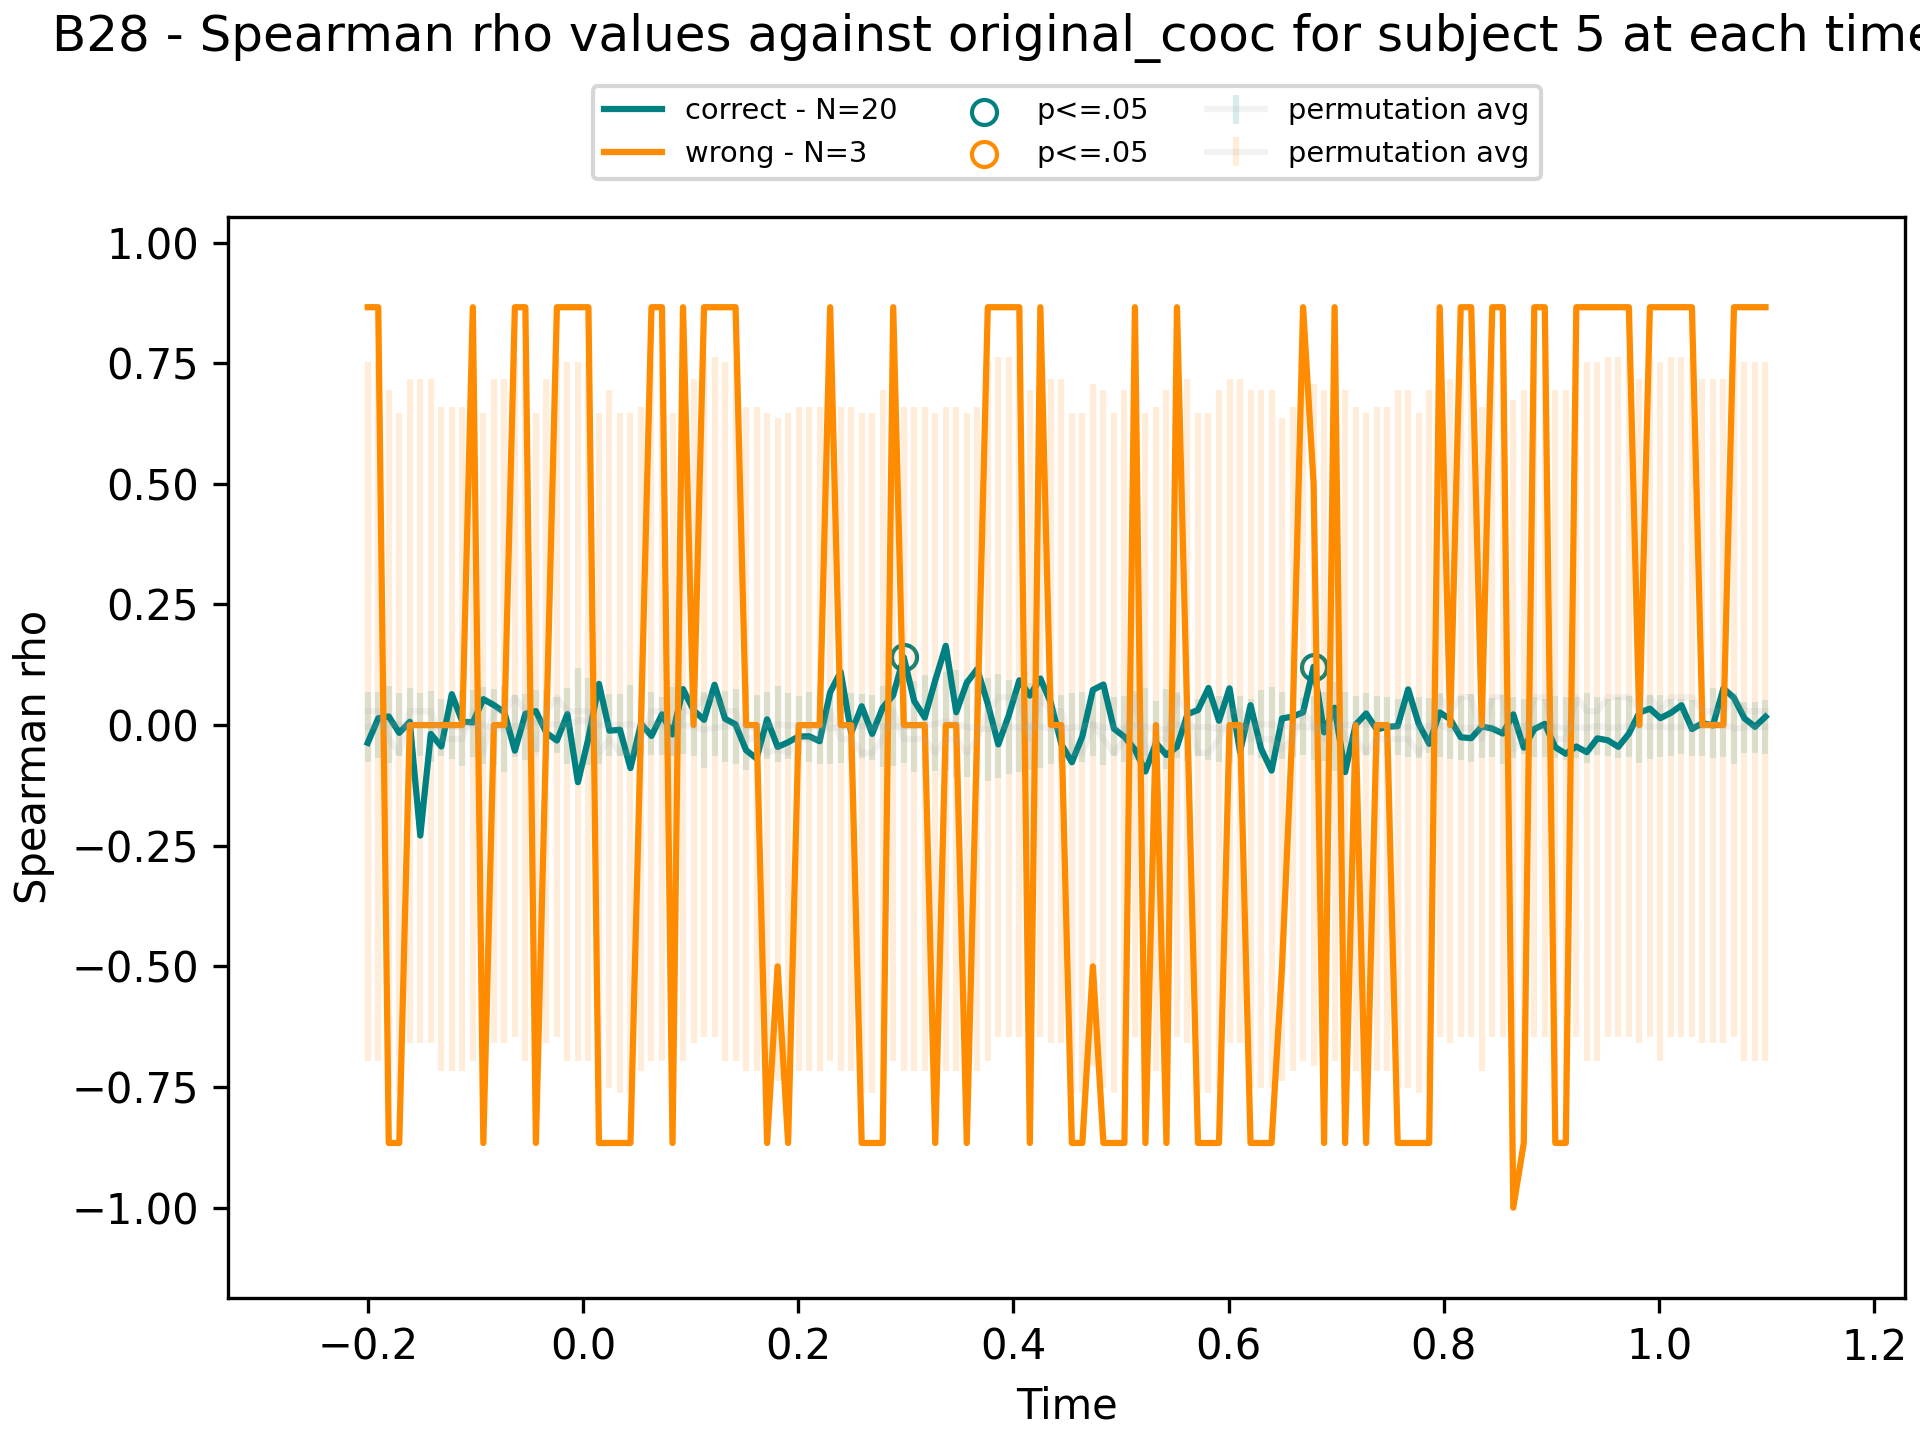 B28 - Spearman rho values against original_cooc for subject 5 at each time
correct - N=20 p<=.05 permutation avg
wrong - N=3 p<=.05 permutation avg
1.00
0.75
0.50
0.25
0.00
−0.25
−0.50
−0.75
−1.00
Spearman rho
−0.2 0.0 0.2 0.4 0.6 0.8 1.0 1.2
Time